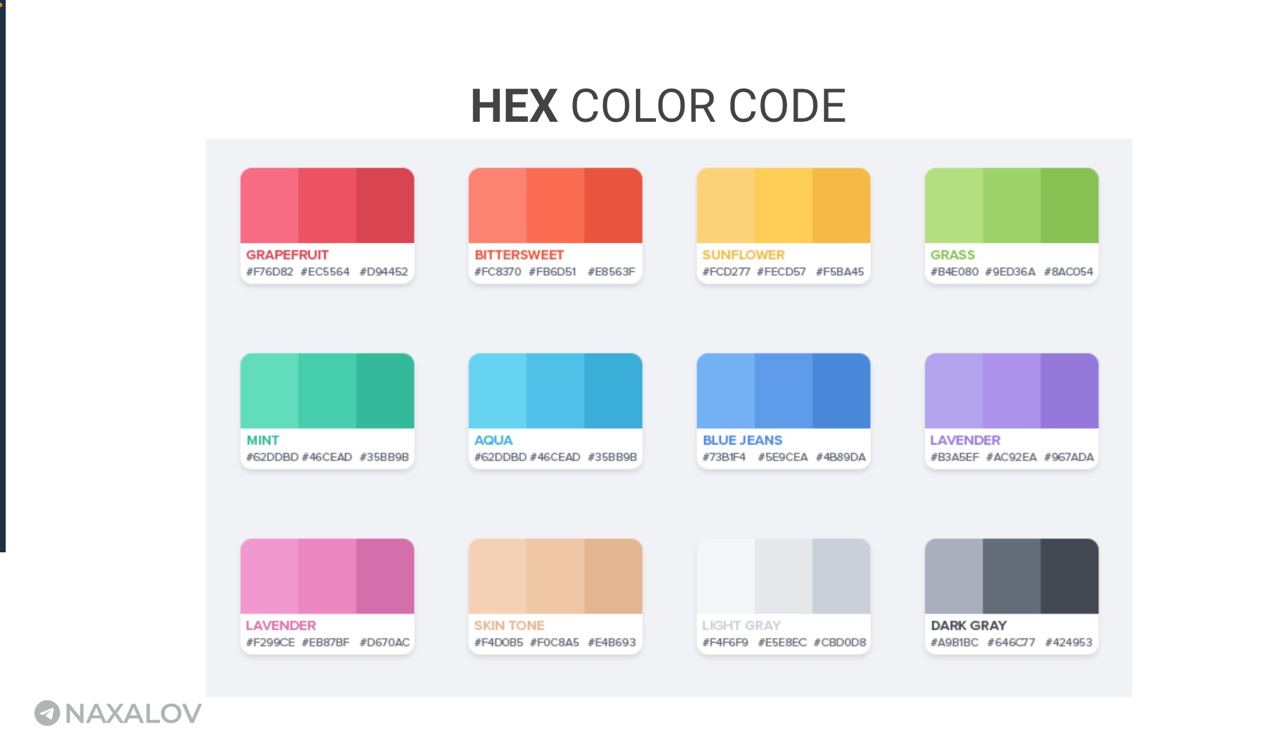 HEX COLOR CODE
GRAPEFRUIT
#F76D82 #EC5564 #D94452
BITTERSWEET
#FC8370 #FB6D51 #E8563F
SUNFLOWER
#FCD277 #FECD57 #F5BA45
GRASS
#B4E080 #9ED36A #8AC054
MINT
#62DDBD #46CEAD #35BB9B
AQUA
#62DDBD #46CEAD #35BB9B
BLUE JEANS
#73B1F4 #5E9CEA #4B89DA
LAVENDER
#B3A5EF #AC92EA #967ADA
LAVENDER
#F299CE #EB87BF #D670AC
SKIN TONE
#F4D0B5 #F0C8A5 #E4B693
LIGHT GRAY
#F4F6F9 #E5E8EC #CBD0D8
DARK GRAY
#A9B1BC #646C77 #424953
NAXALOV